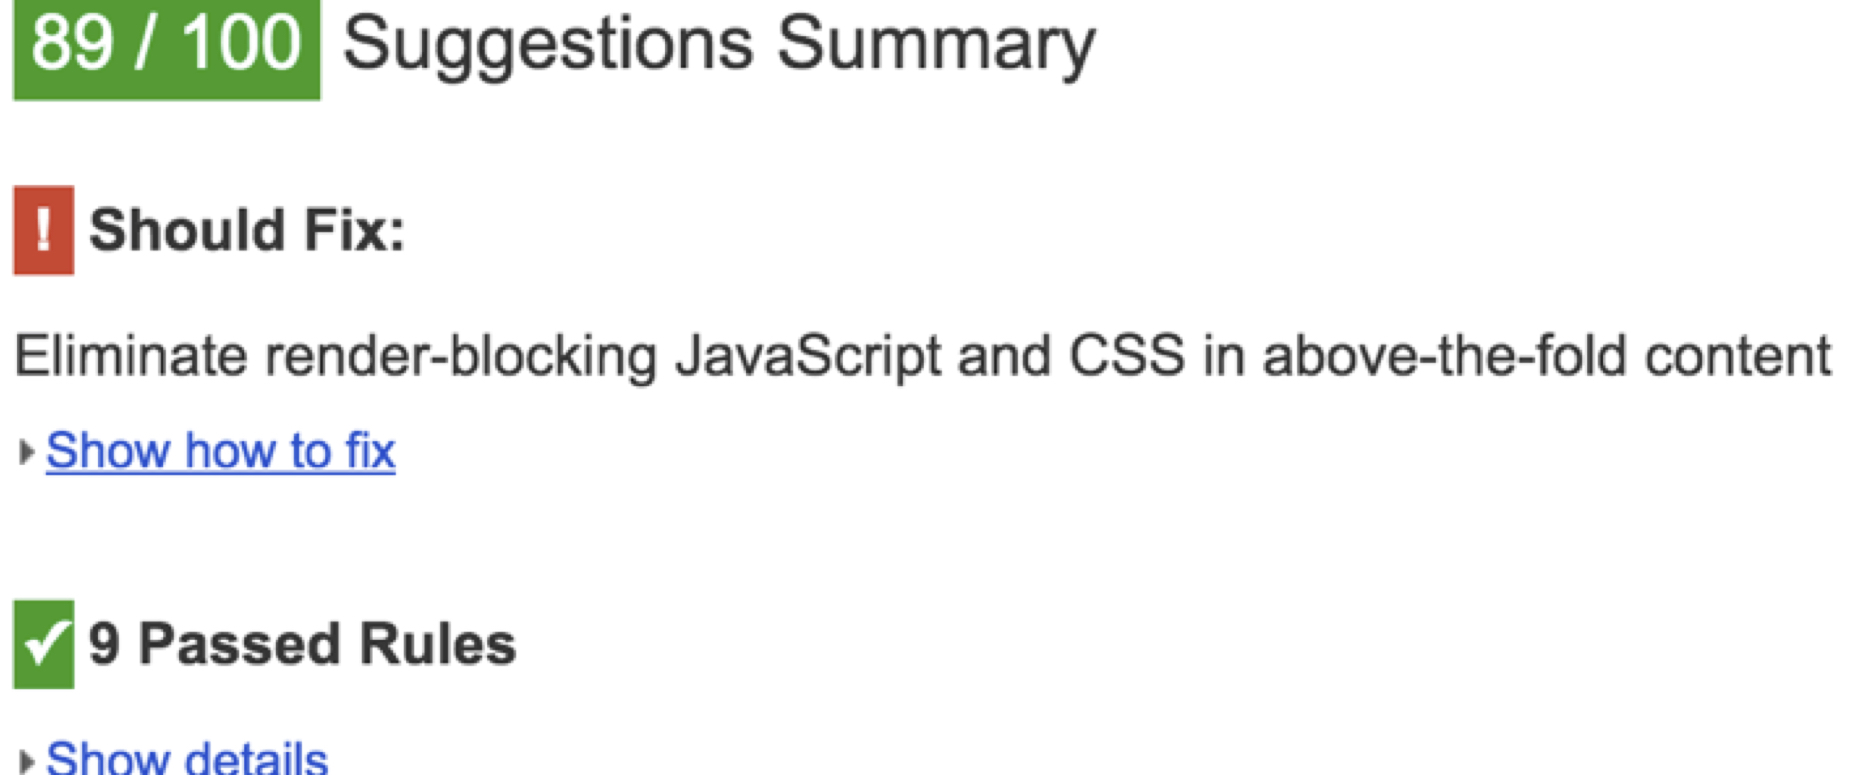 89 / 100 Suggestions Summary
! Should Fix:
Eliminate render-blocking JavaScript and CSS in above-the-fold content
Show how to fix
9 Passed Rules
Show details